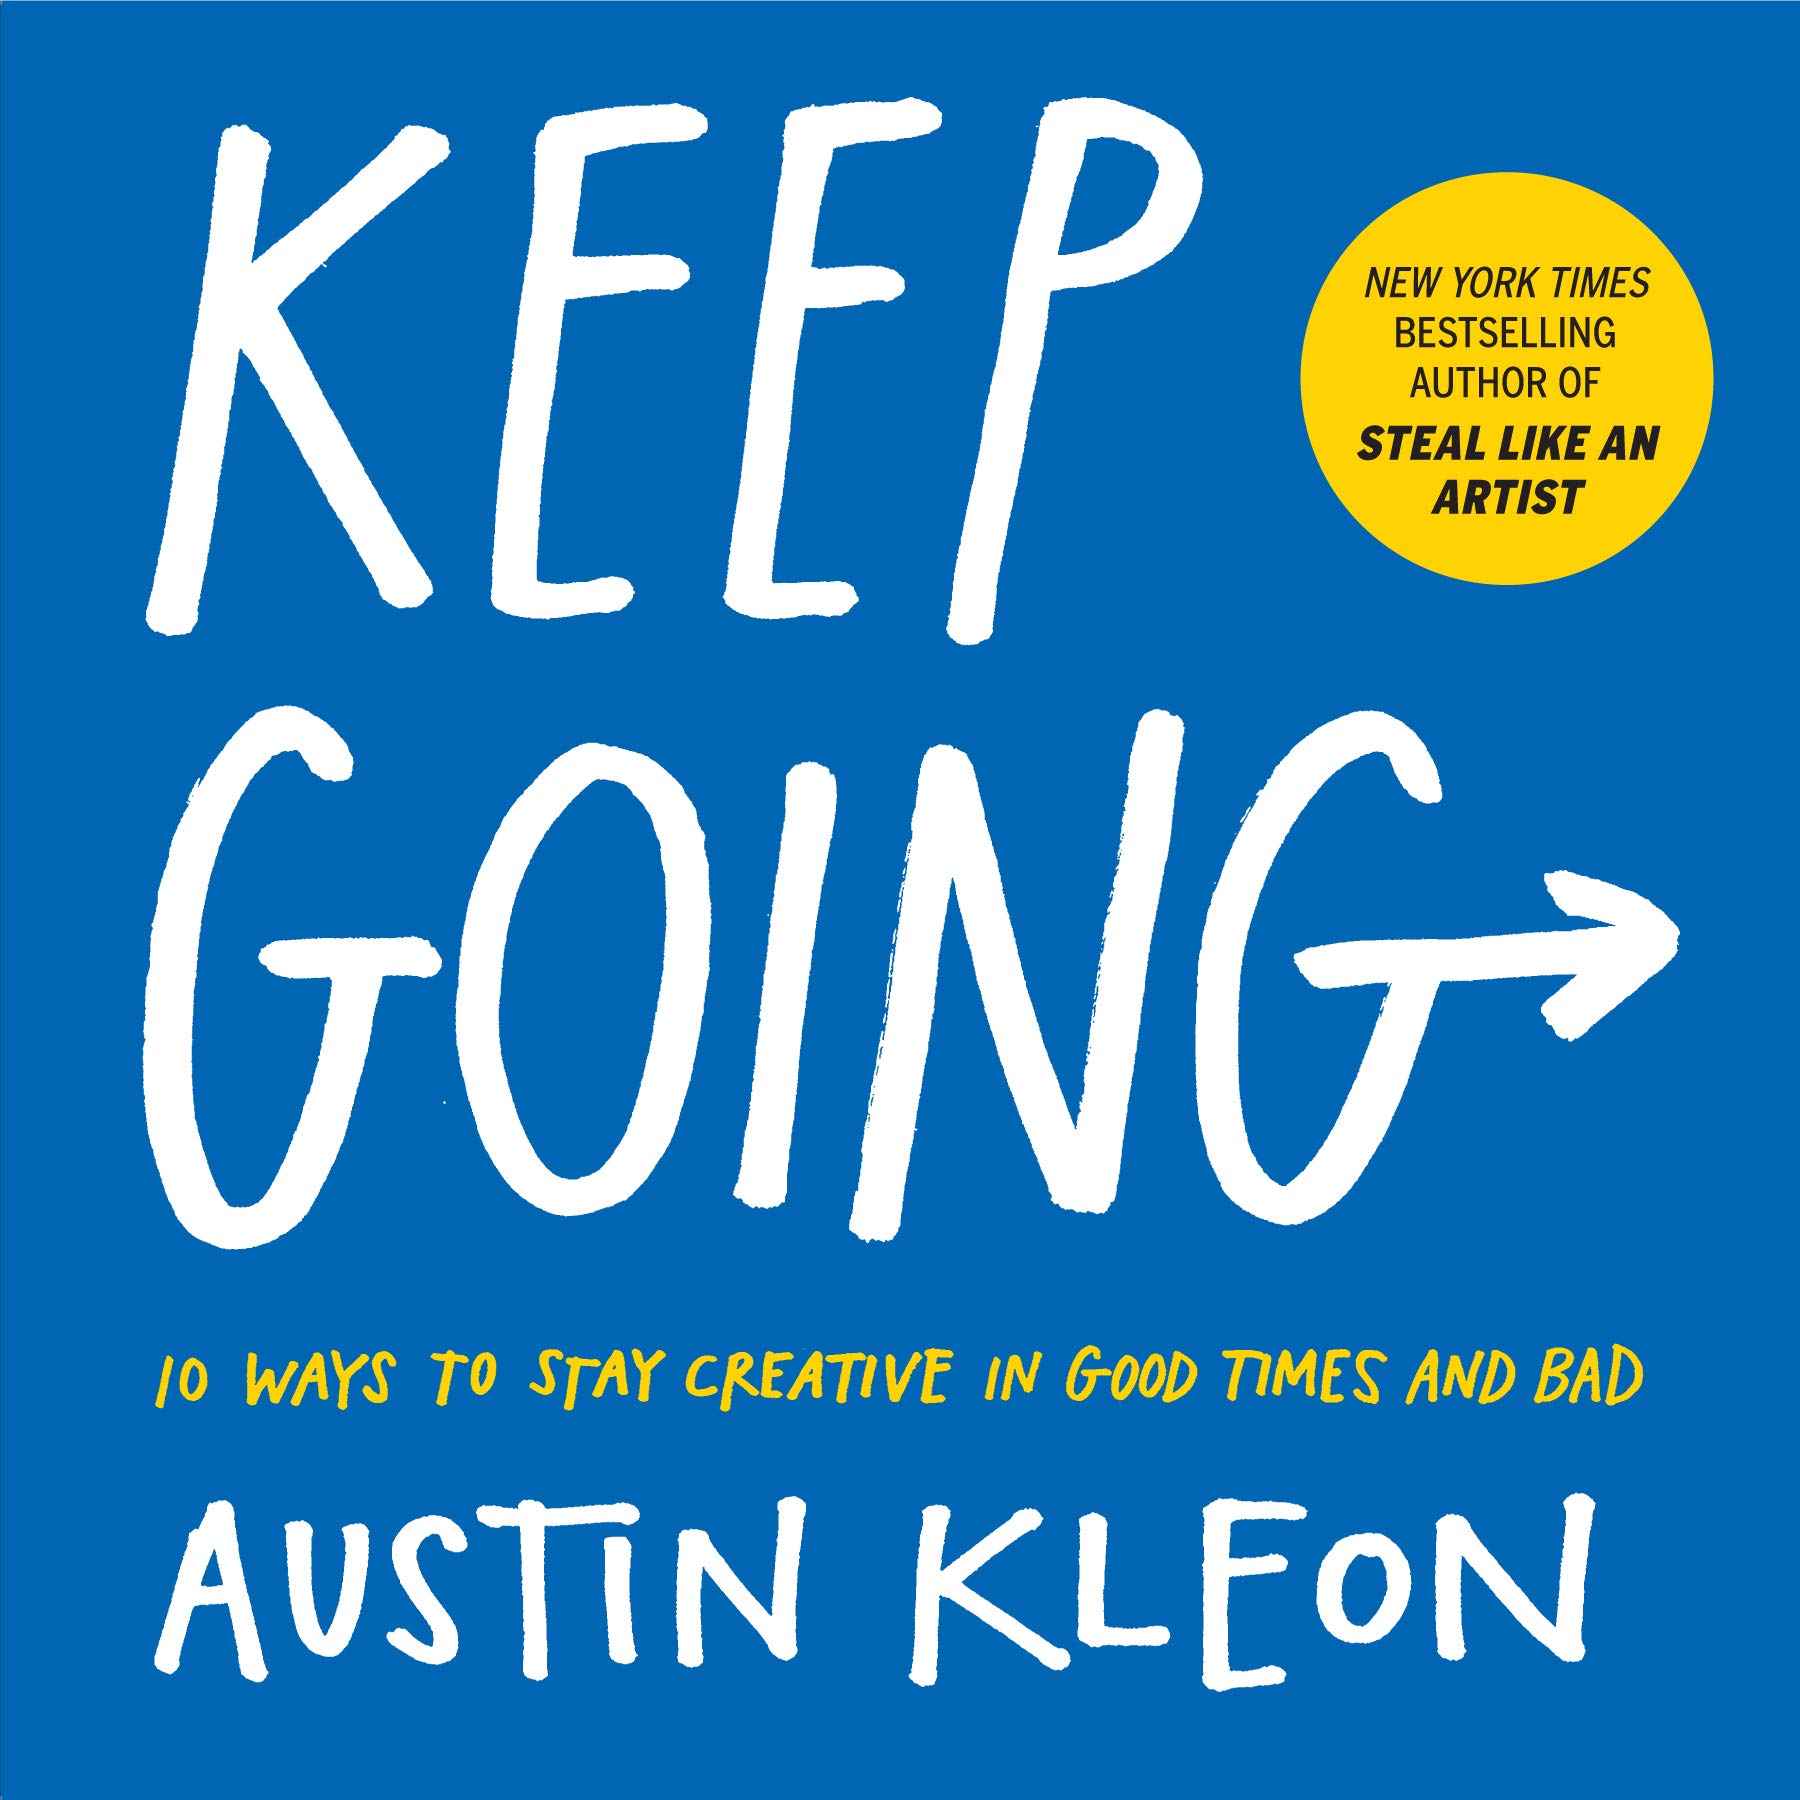 KEEP
NEW YORK TIMES
BESTSELLING
AUTHOR OF
STEAL LIKE AN
ARTIST
GOING
10 WAYS TO STAY CREATIVE IN GOOD TIMES AND BAD
AUSTIN KLEON